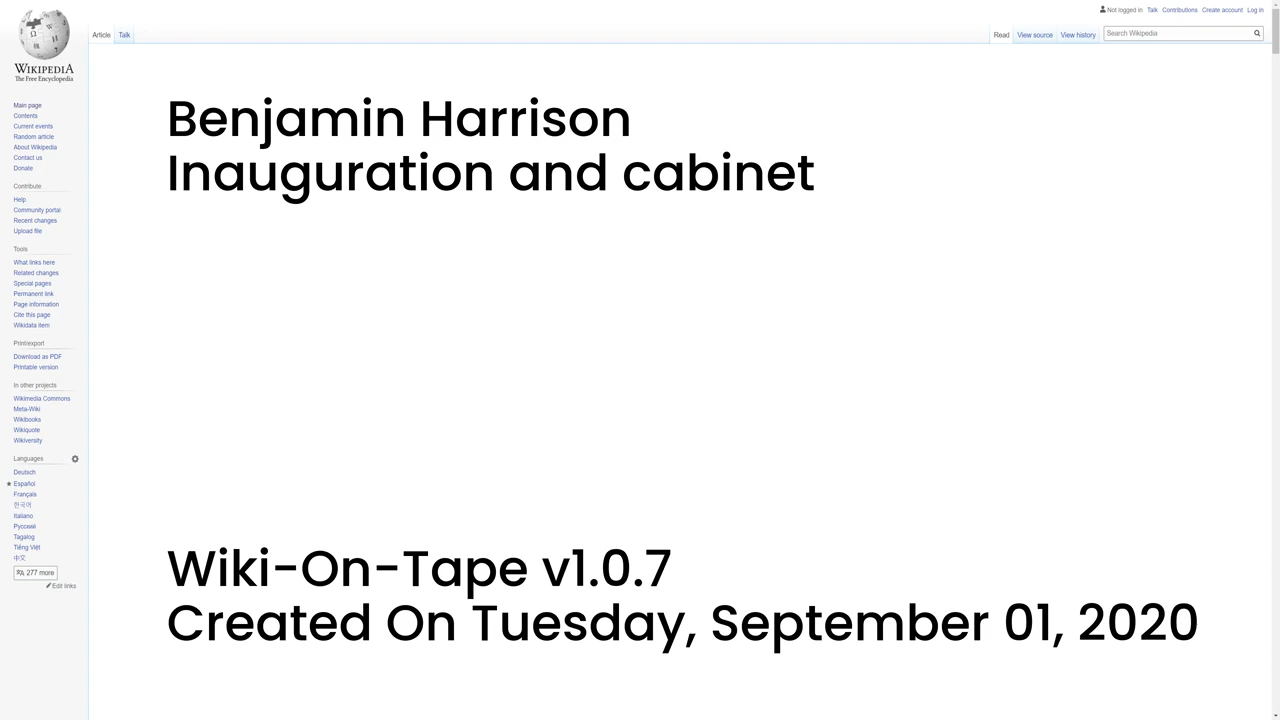 Not logged in Talk Contributions Create account Log in
Article Talk Read View source View history Search Wikipedia
WIKIPEDIA
The Free Encyclopedia
Main page
Contents
Current events
Random article
About Wikipedia
Contact us
Donate
Contribute
Help
Community portal
Recent changes
Upload file
Tools
What links here
Related changes
Special pages
Permanent link
Page information
Cite this page
Wikidata item
Print/export
Download as PDF
Printable version
In other projects
Wikimedia Commons
Meta-Wiki
Wikibooks
Wikiquote
Wikiversity
Languages
Deutsch
Español
Français
한국어
Italiano
Русский
Tagalog
Tiếng Việt
中文
277 more
Edit links
Benjamin Harrison
Inauguration and cabinet
Wiki-On-Tape v1.0.7
Created On Tuesday, September 01, 2020